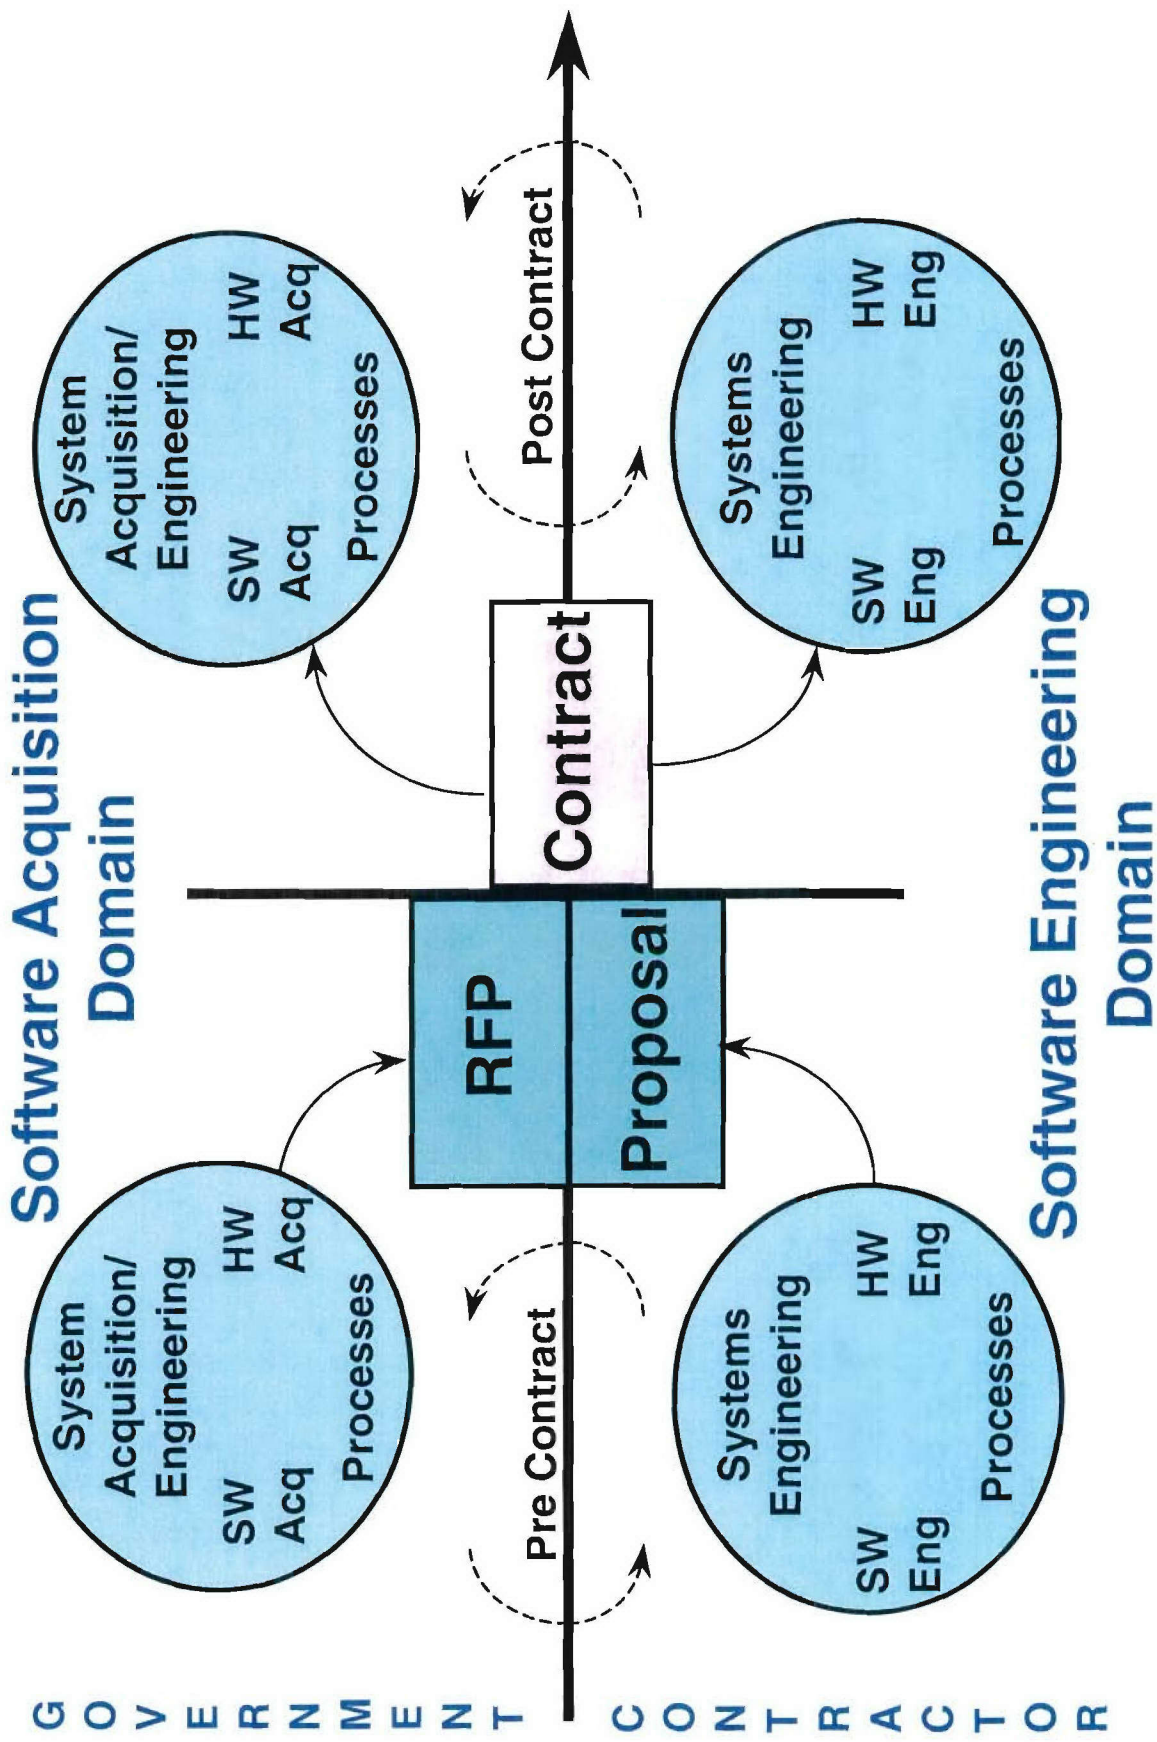 Software Acquisition
Domain
GOVERNMENT
System
Acquisition/
Engineering
SW HW
Acq Acq
Processes
System
Acquisition/
Engineering
SW HW
Acq Acq
Processes
RFP
Pre Contract
Contract
Post Contract
Proposal
CONTRACTOR
Systems
Engineering
SW HW
Eng Eng
Processes
Systems
Engineering
SW HW
Eng Eng
Processes
Software Engineering
Domain